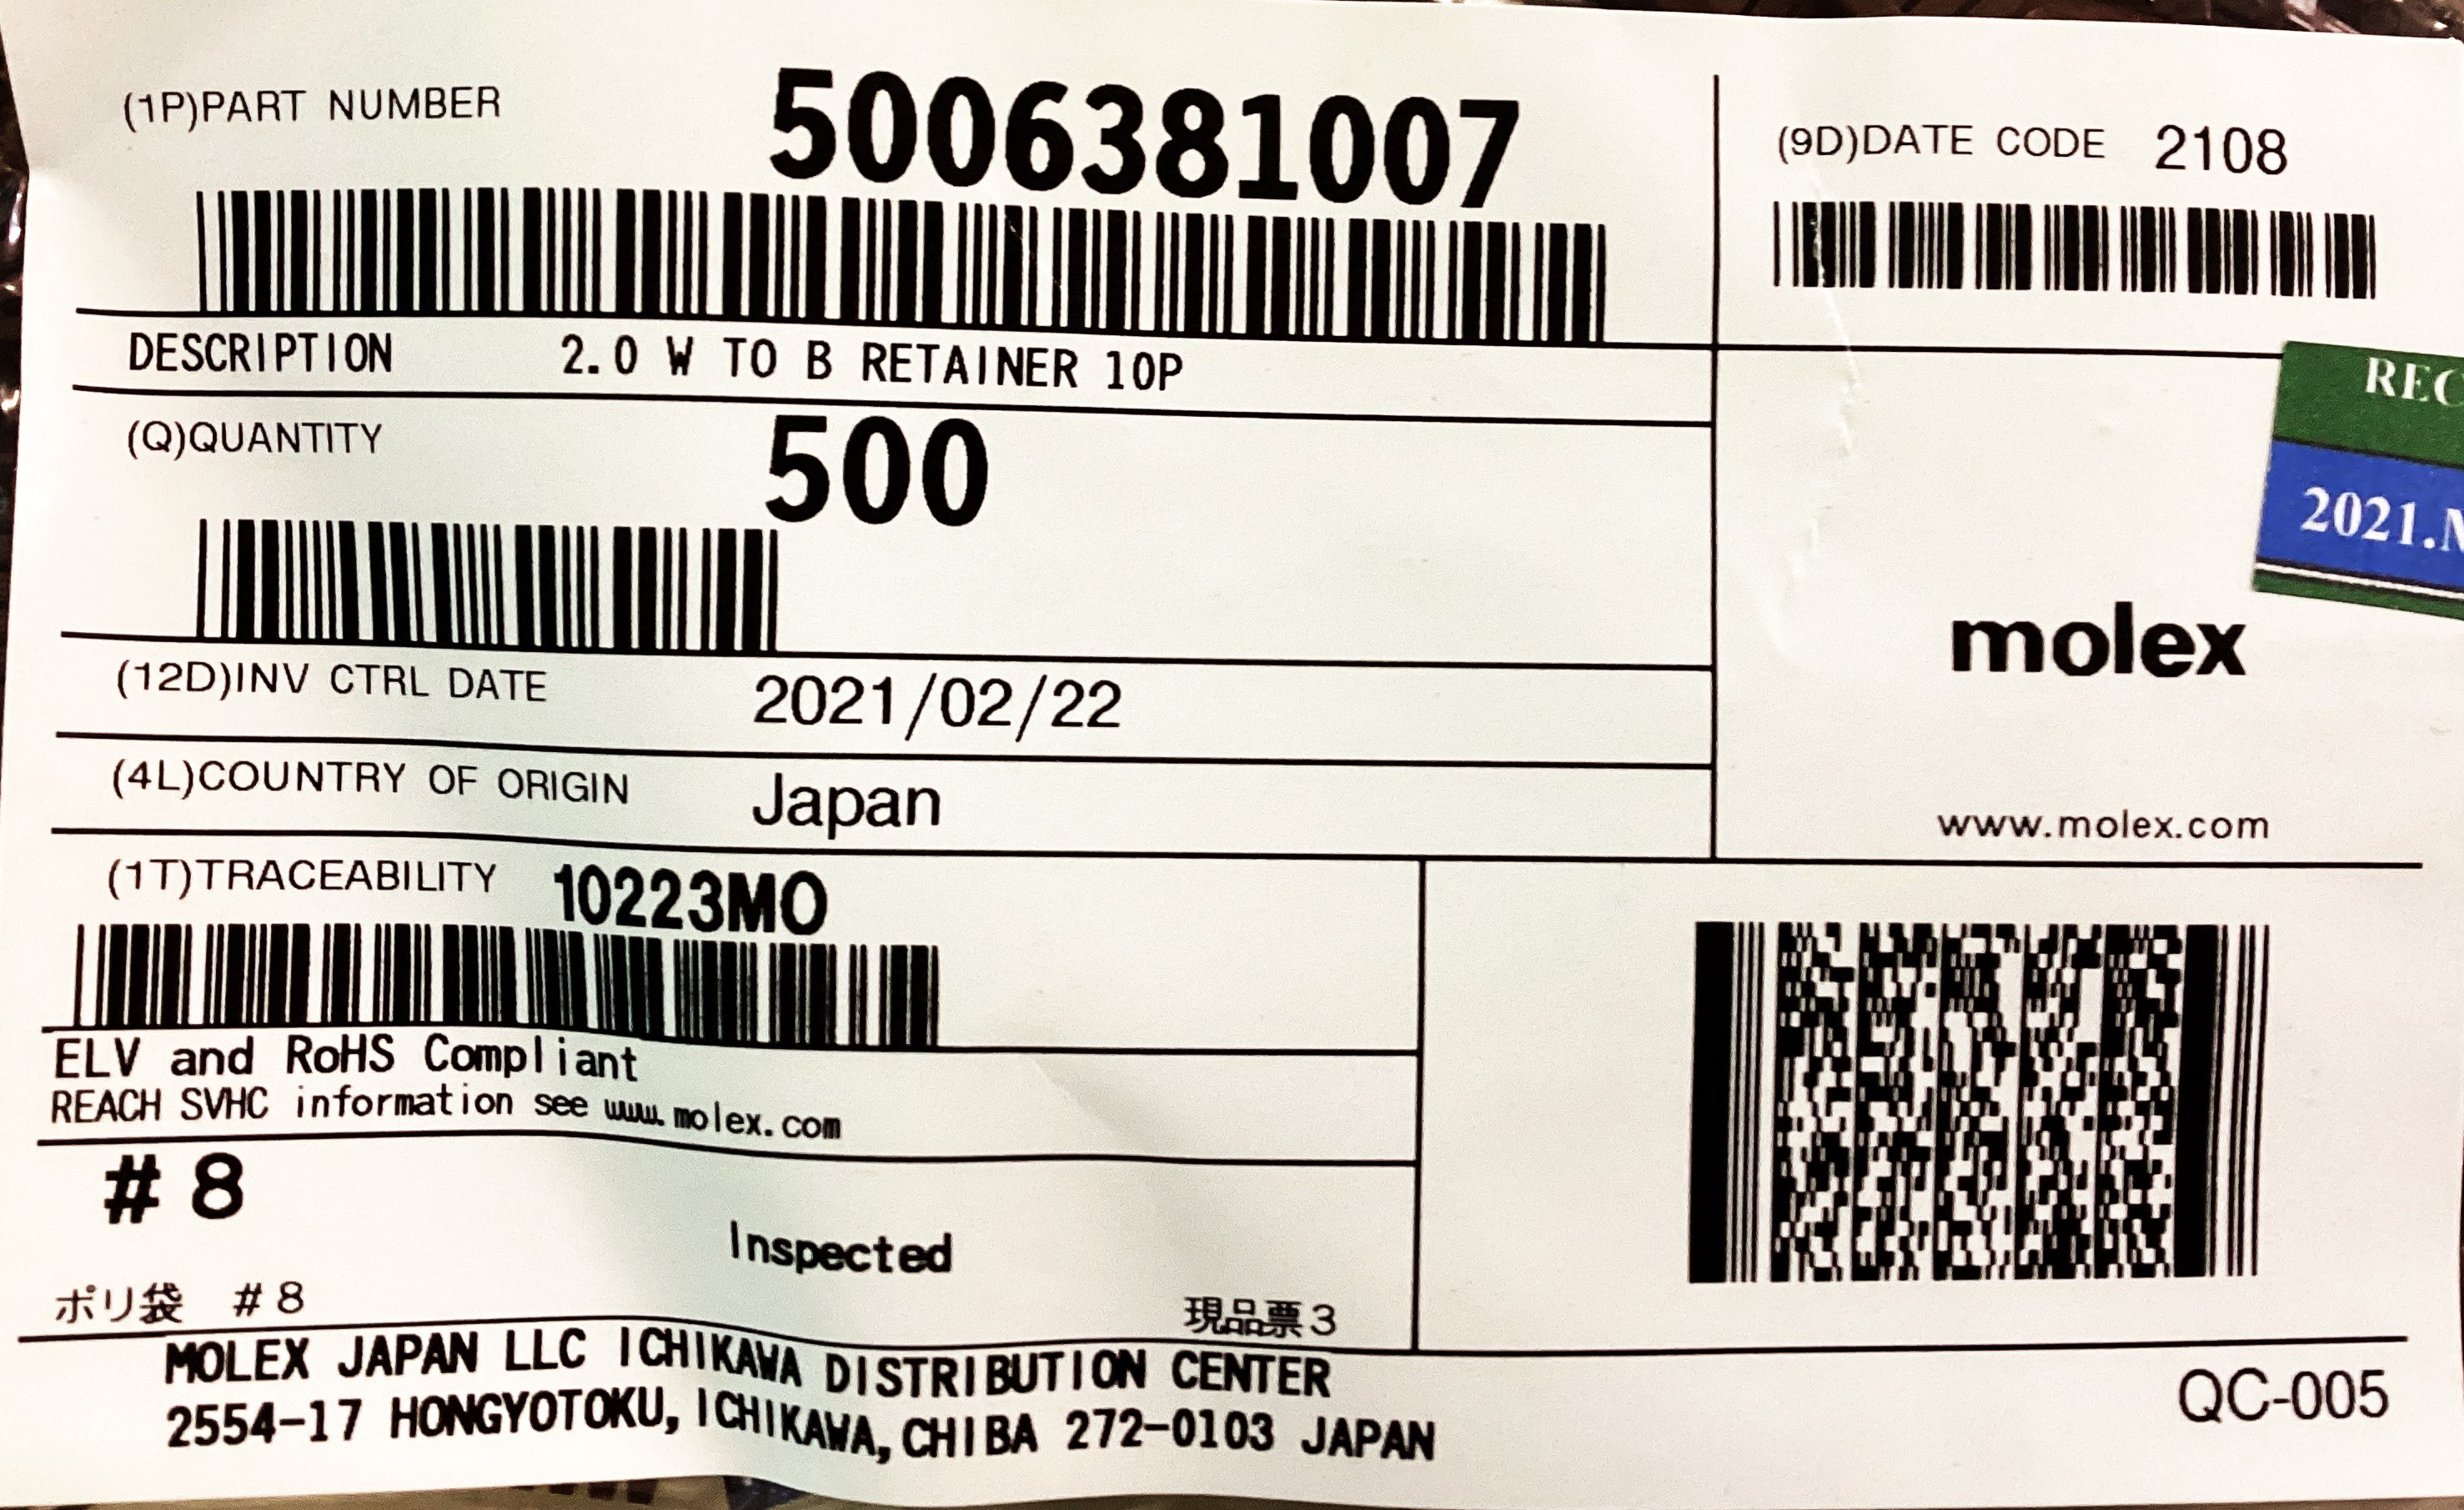 (1P)PART NUMBER 5006381007
(9D)DATE CODE 2108
DESCRIPTION 2.0 W TO B RETAINER 10P
(Q)QUANTITY 500
REC
2021.
(12D)INV CTRL DATE 2021/02/22
molex
(4L)COUNTRY OF ORIGIN Japan
www.molex.com
(1T)TRACEABILITY 10223MO
ELV and RoHS Compliant
REACH SVHC information see www.molex.com
# 8
Inspected
ポリ袋 #8
現品票3
MOLEX JAPAN LLC ICHIKAWA DISTRIBUTION CENTER
2554-17 HONGYOTOKU, ICHIKAWA, CHIBA 272-0103 JAPAN
QC-005